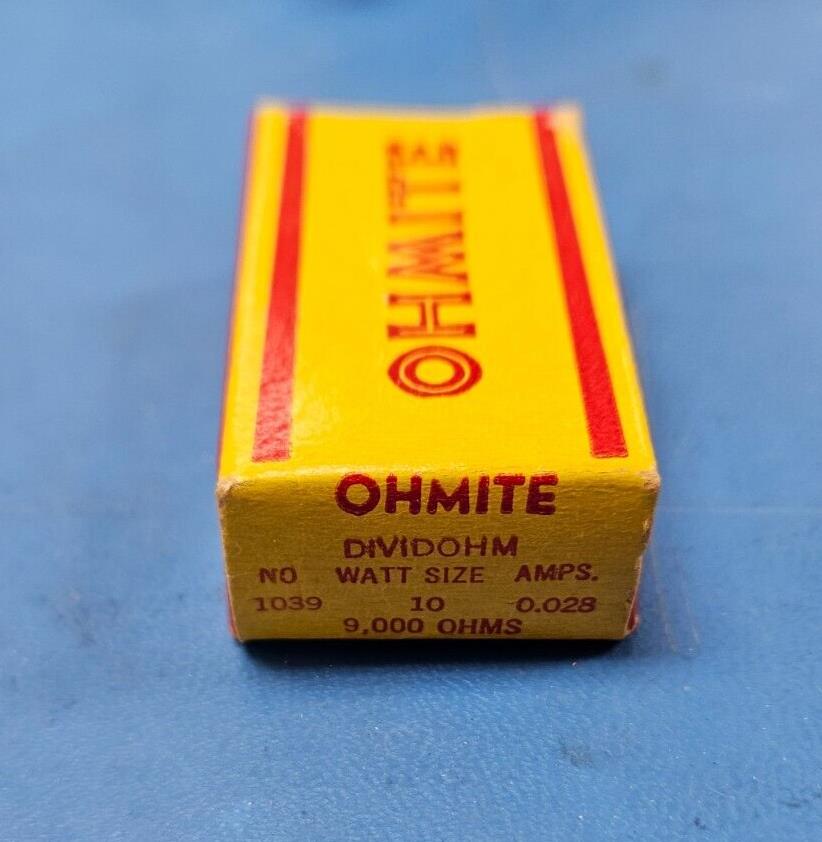 OHMITE
OHMITE
DIVIDOHM
NO WATT SIZE AMPS.
1039 10 0.028
9,000 OHMS